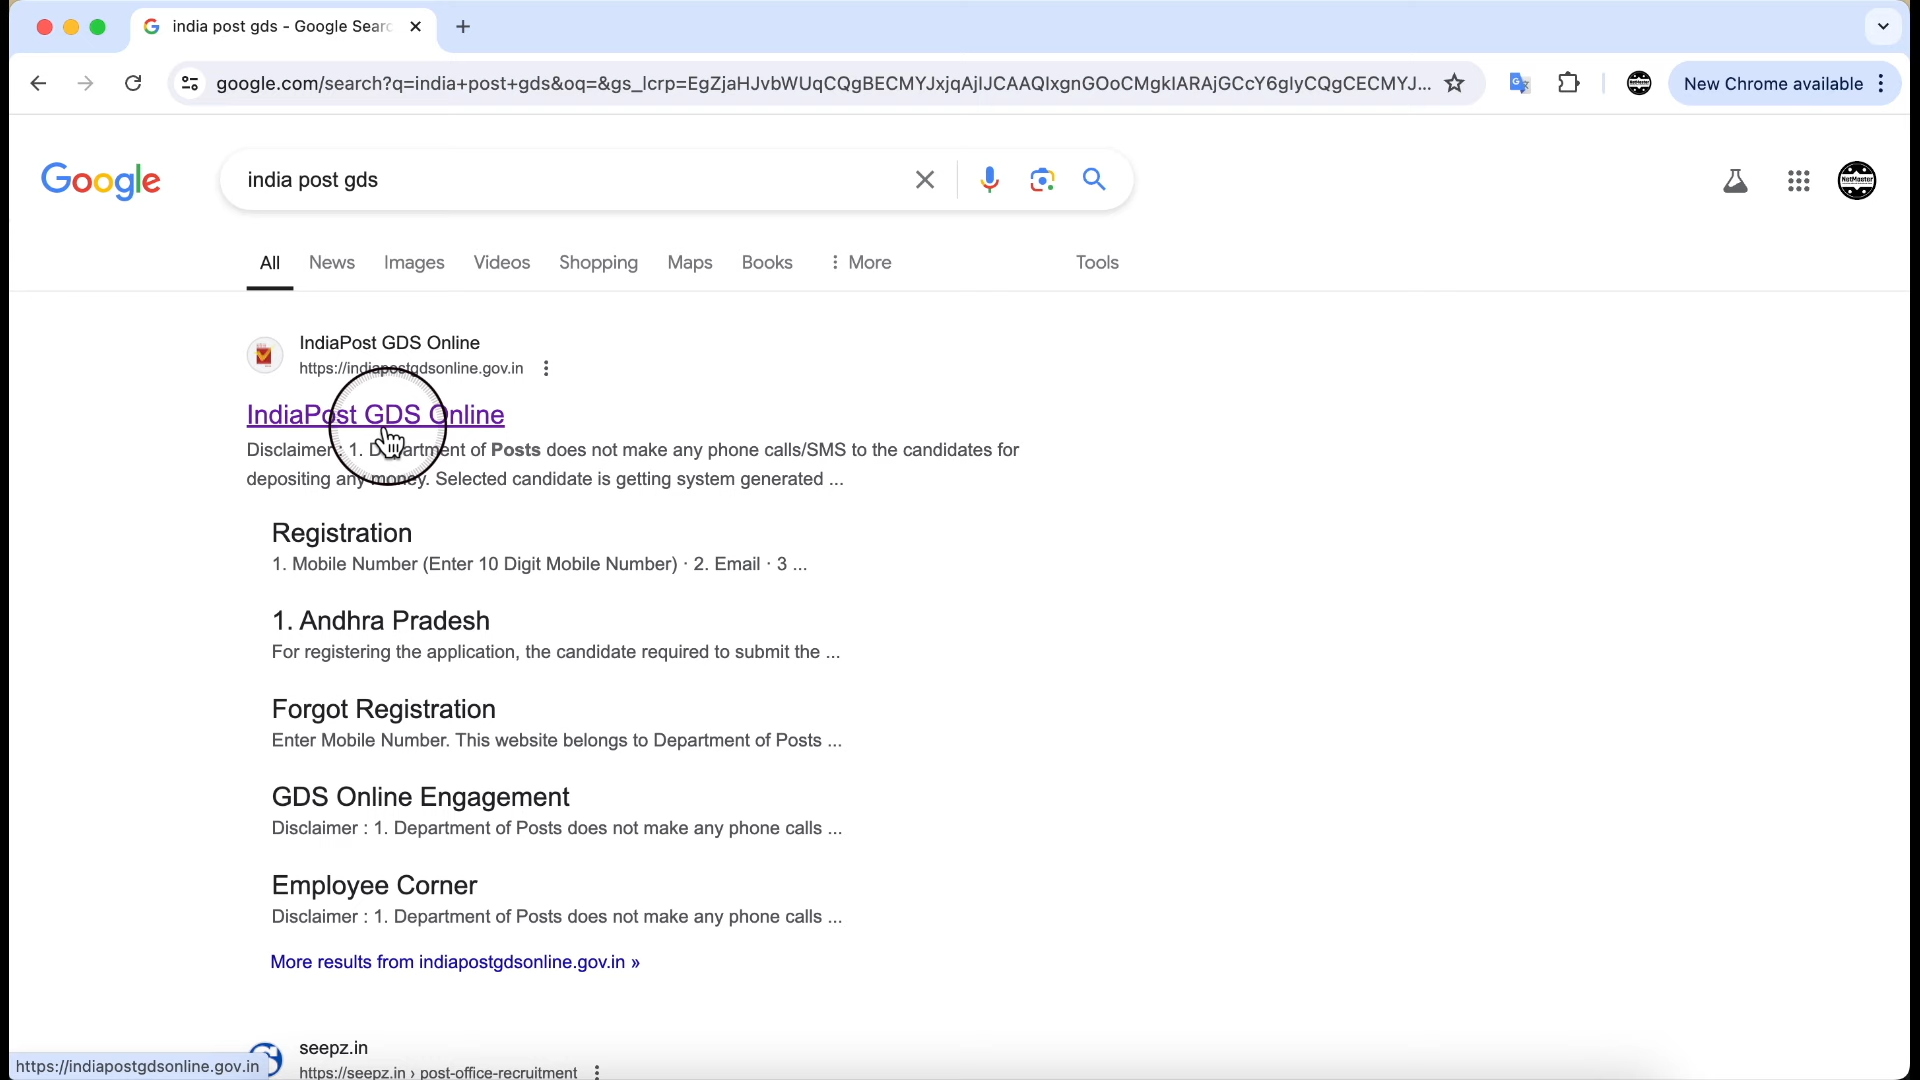 india post gds - Google Searc
google.com/search?q=india+post+gds&oq=&gs_lcrp=EgZjaHJvbWUqCQgBECMYJxjqAjIJCAAQIxgnGOoCMgkIARAjGCcY6gIyCQgCECMYJ...
New Chrome available
Google
india post gds
NetMaster
All News Images Videos Shopping Maps Books More Tools
IndiaPost GDS Online
https://indiapostgdsonline.gov.in
IndiaPost GDS Online
Disclaimer : 1. Department of Posts does not make any phone calls/SMS to the candidates for
depositing any money. Selected candidate is getting system generated ...
Registration
1. Mobile Number (Enter 10 Digit Mobile Number) · 2. Email · 3 ...
1. Andhra Pradesh
For registering the application, the candidate required to submit the ...
Forgot Registration
Enter Mobile Number. This website belongs to Department of Posts ...
GDS Online Engagement
Disclaimer : 1. Department of Posts does not make any phone calls ...
Employee Corner
Disclaimer : 1. Department of Posts does not make any phone calls ...
More results from indiapostgdsonline.gov.in »
seepz.in
https://seepz.in › post-office-recruitment
https://indiapostgdsonline.gov.in